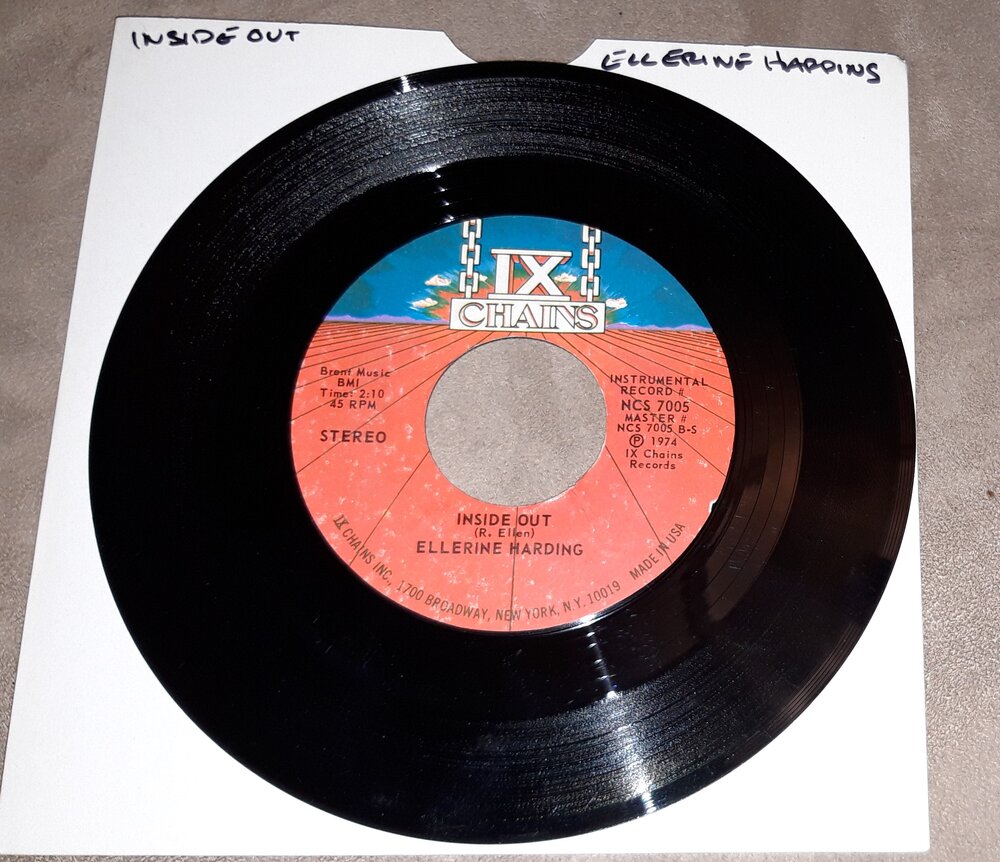 INSIDE OUT
ELLERINE HARDING
IX
CHAINS
Brent Music
BMI
Time: 2:10
45 RPM
STEREO
INSTRUMENTAL
RECORD #
NCS 7005
MASTER #
NCS 7005 B-S
Ⓟ 1974
IX Chains
Records
INSIDE OUT
(R. Ellen)
ELLERINE HARDING
IX CHAINS INC., 1700 BROADWAY, NEW YORK, N.Y. 10019 MADE IN USA